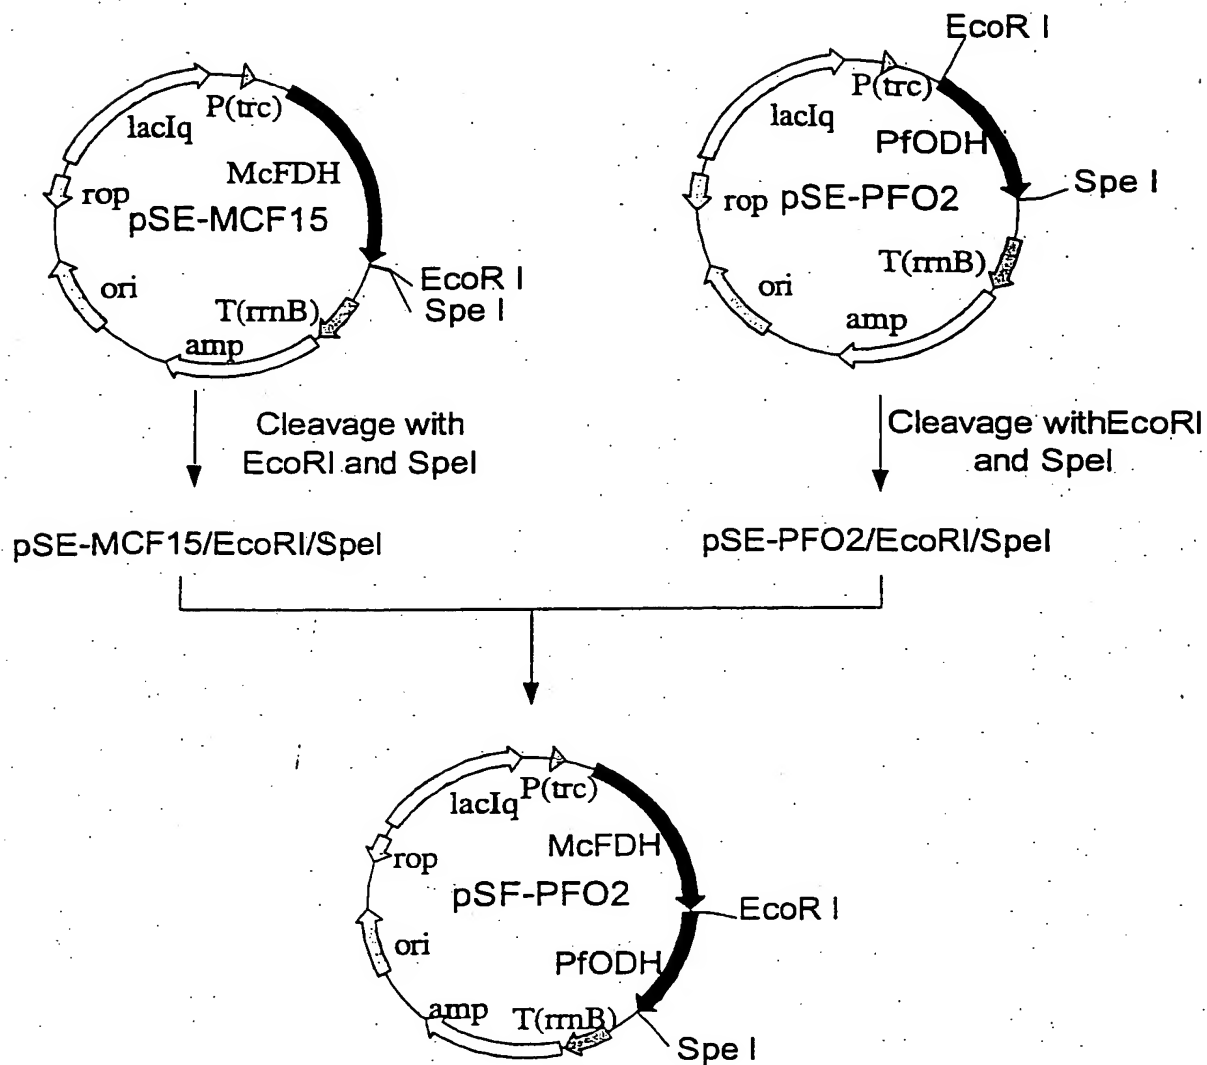 EcoR I
P(trc)
lacIq
McFDH
rop
pSE-MCF15
EcoR I
Spe I
ori
T(rrnB)
amp
P(trc)
lacIq
PfODH
Spe I
rop
pSE-PFO2
T(rrnB)
ori
amp
Cleavage with
EcoRI and SpeI
Cleavage withEcoRI
and SpeI
pSE-MCF15/EcoRI/SpeI
pSE-PFO2/EcoRI/SpeI
P(trc)
lacIq
McFDH
rop
pSF-PFO2
EcoR I
ori
PfODH
amp
T(rrnB)
Spe I